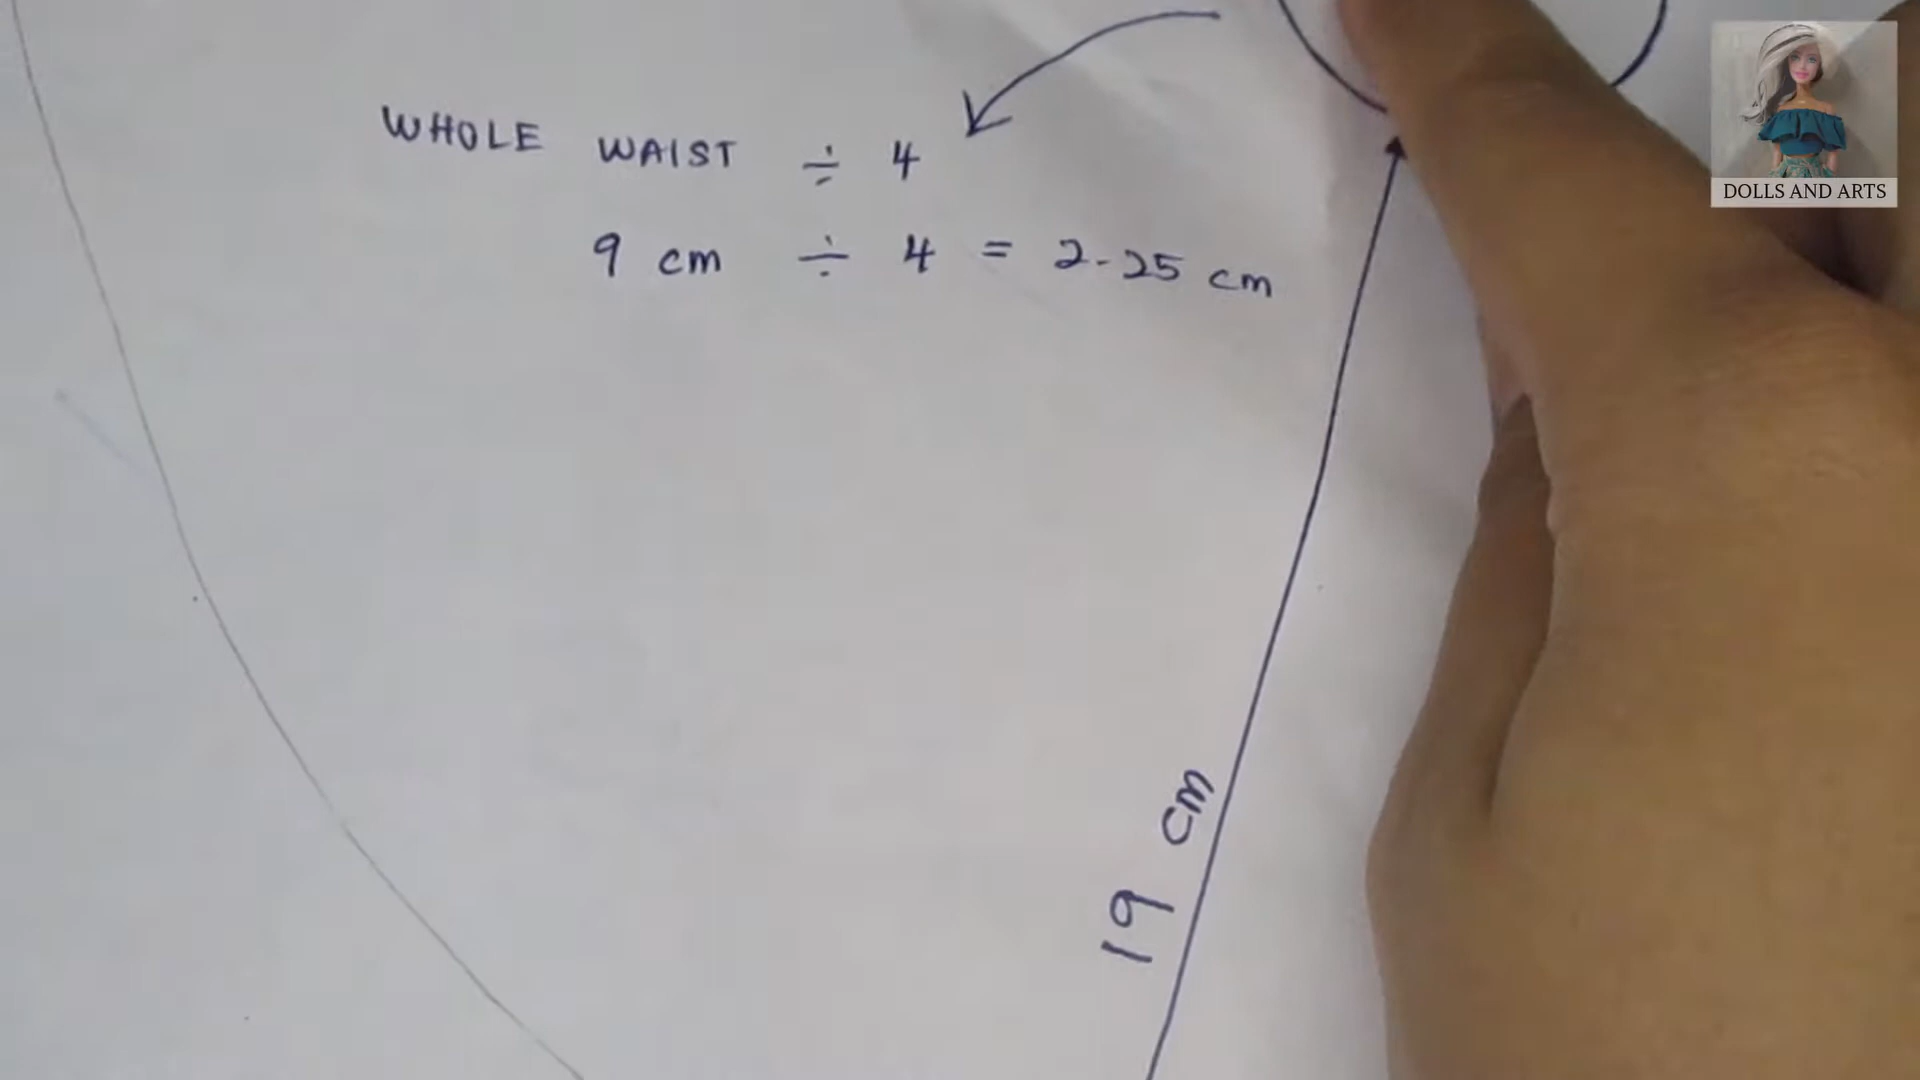 WHOLE WAIST ÷ 4
9 cm ÷ 4 = 2.25 cm
19 cm
DOLLS AND ARTS